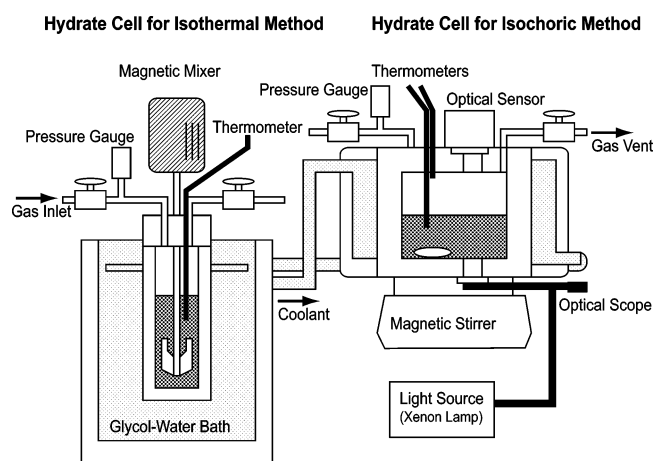 Hydrate Cell for Isothermal Method
Hydrate Cell for Isochoric Method
Magnetic Mixer
Pressure Gauge
Thermometer
Gas Inlet
Coolant
Glycol-Water Bath
Thermometers
Pressure Gauge
Optical Sensor
Gas Vent
Optical Scope
Magnetic Stirrer
Light Source
(Xenon Lamp)